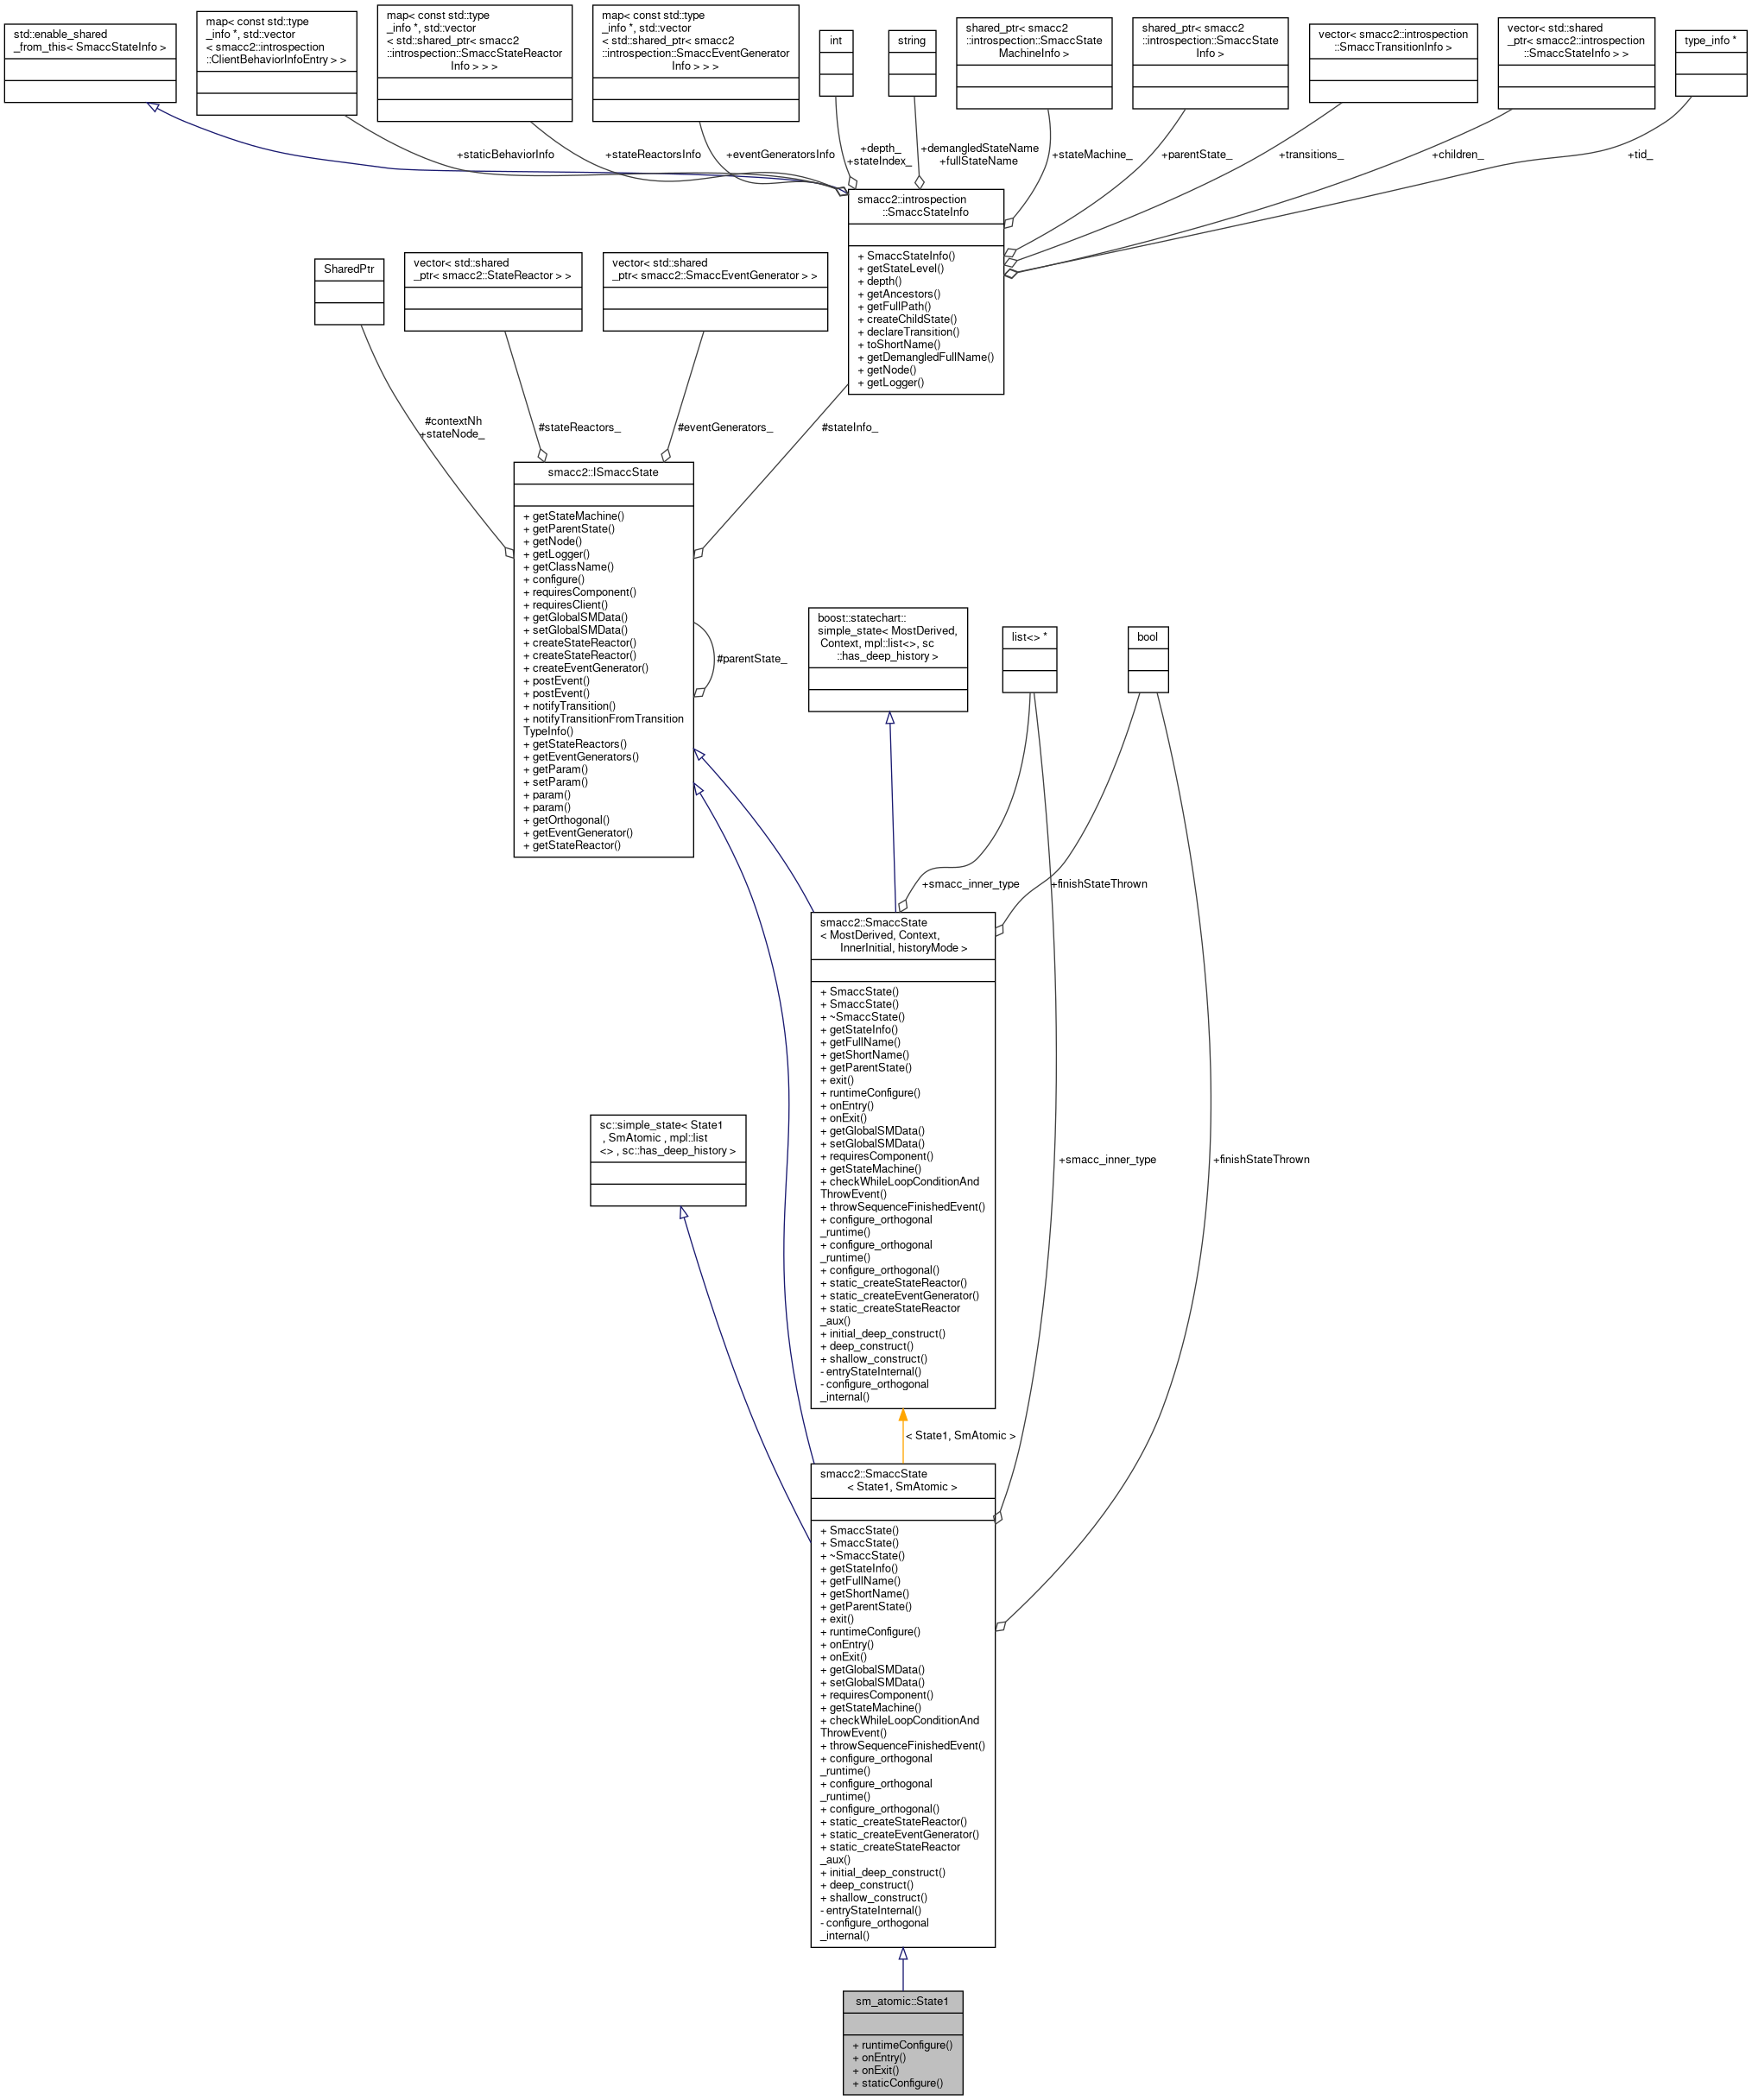 std::enable_shared
_from_this< SmaccStateInfo >
map< const std::type
_info *, std::vector
< smacc2::introspection
::ClientBehaviorInfoEntry > >
map< const std::type
_info *, std::vector
< std::shared_ptr< smacc2
::introspection::SmaccStateReactor
Info > > >
map< const std::type
_info *, std::vector
< std::shared_ptr< smacc2
::introspection::SmaccEventGenerator
Info > > >
int
string
shared_ptr< smacc2
::introspection::SmaccState
MachineInfo >
shared_ptr< smacc2
::introspection::SmaccState
Info >
vector< smacc2::introspection
::SmaccTransitionInfo >
vector< std::shared
_ptr< smacc2::introspection
::SmaccStateInfo > >
type_info *
+staticBehaviorInfo
+stateReactorsInfo
+eventGeneratorsInfo
+depth_
+stateIndex_
+demangledStateName
+fullStateName
+stateMachine_
+parentState_
+transitions_
+children_
+tid_
smacc2::introspection
::SmaccStateInfo
+ SmaccStateInfo()
+ getStateLevel()
+ depth()
+ getAncestors()
+ getFullPath()
+ createChildState()
+ declareTransition()
+ toShortName()
+ getDemangledFullName()
+ getNode()
+ getLogger()
SharedPtr
vector< std::shared
_ptr< smacc2::StateReactor > >
vector< std::shared
_ptr< smacc2::SmaccEventGenerator > >
#contextNh
+stateNode_
#stateReactors_
#eventGenerators_
#stateInfo_
smacc2::ISmaccState
+ getStateMachine()
+ getParentState()
+ getNode()
+ getLogger()
+ getClassName()
+ configure()
+ requiresComponent()
+ requiresClient()
+ getGlobalSMData()
+ setGlobalSMData()
+ createStateReactor()
+ createStateReactor()
+ createEventGenerator()
+ postEvent()
+ postEvent()
+ notifyTransition()
+ notifyTransitionFromTransition
TypeInfo()
+ getStateReactors()
+ getEventGenerators()
+ getParam()
+ setParam()
+ param()
+ param()
+ getOrthogonal()
+ getEventGenerator()
+ getStateReactor()
#parentState_
boost::statechart::
simple_state< MostDerived,
Context, mpl::list<>, sc
::has_deep_history >
list<> *
bool
+smacc_inner_type
+finishStateThrown
smacc2::SmaccState
< MostDerived, Context,
InnerInitial, historyMode >
+ SmaccState()
+ SmaccState()
+ ~SmaccState()
+ getStateInfo()
+ getFullName()
+ getShortName()
+ getParentState()
+ exit()
+ runtimeConfigure()
+ onEntry()
+ onExit()
+ getGlobalSMData()
+ setGlobalSMData()
+ requiresComponent()
+ getStateMachine()
+ checkWhileLoopConditionAnd
ThrowEvent()
+ throwSequenceFinishedEvent()
+ configure_orthogonal
_runtime()
+ configure_orthogonal
_runtime()
+ configure_orthogonal()
+ static_createStateReactor()
+ static_createEventGenerator()
+ static_createStateReactor
_aux()
+ initial_deep_construct()
+ deep_construct()
+ shallow_construct()
- entryStateInternal()
- configure_orthogonal
_internal()
sc::simple_state< State1
, SmAtomic , mpl::list
<> , sc::has_deep_history >
+smacc_inner_type
+finishStateThrown
< State1, SmAtomic >
smacc2::SmaccState
< State1, SmAtomic >
+ SmaccState()
+ SmaccState()
+ ~SmaccState()
+ getStateInfo()
+ getFullName()
+ getShortName()
+ getParentState()
+ exit()
+ runtimeConfigure()
+ onEntry()
+ onExit()
+ getGlobalSMData()
+ setGlobalSMData()
+ requiresComponent()
+ getStateMachine()
+ checkWhileLoopConditionAnd
ThrowEvent()
+ throwSequenceFinishedEvent()
+ configure_orthogonal
_runtime()
+ configure_orthogonal
_runtime()
+ configure_orthogonal()
+ static_createStateReactor()
+ static_createEventGenerator()
+ static_createStateReactor
_aux()
+ initial_deep_construct()
+ deep_construct()
+ shallow_construct()
- entryStateInternal()
- configure_orthogonal
_internal()
sm_atomic::State1
+ runtimeConfigure()
+ onEntry()
+ onExit()
+ staticConfigure()